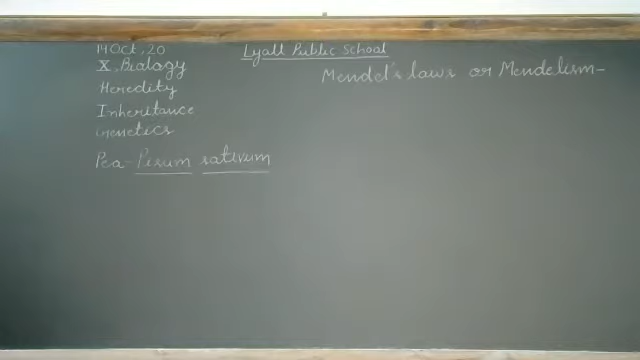 14 Oct, 20
Lyall Public School
X, Biology
Mendel's laws or Mendelism-
Heredity
Inheritance
Genetics
Pea - Pisum sativum